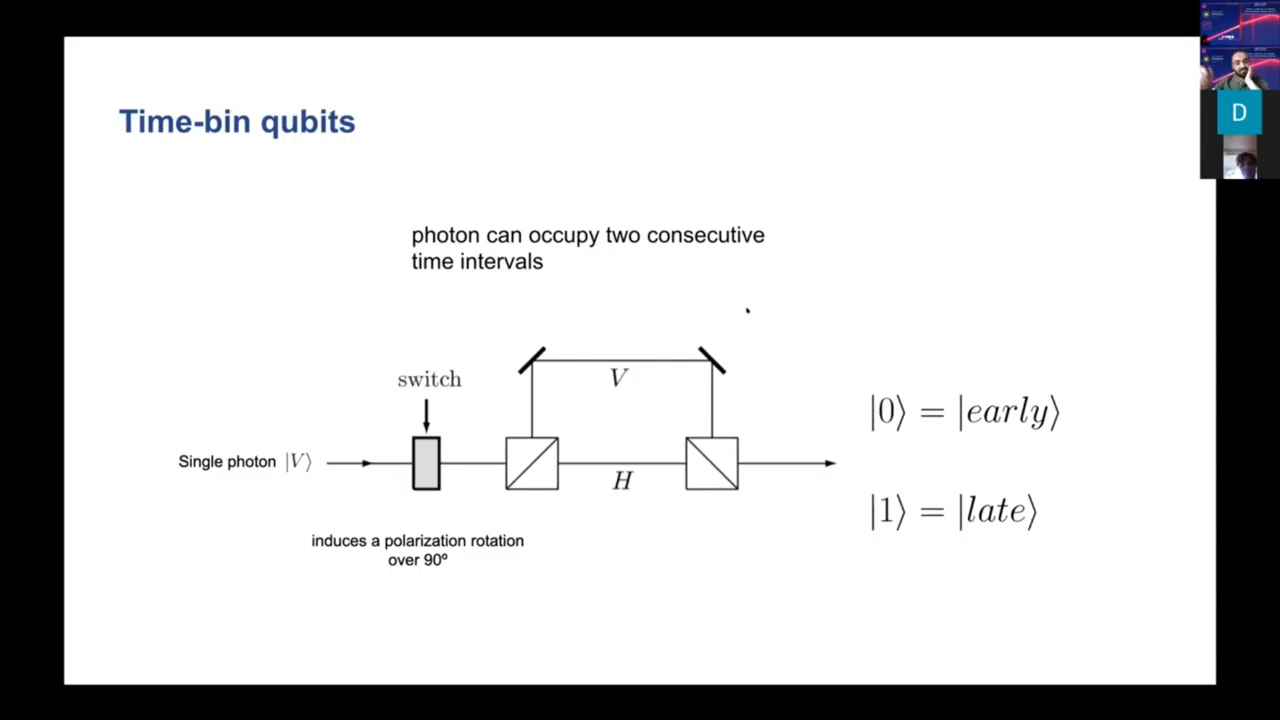 Time-bin qubits
photon can occupy two consecutive
time intervals
switch
V
Single photon |V⟩
H
induces a polarization rotation
over 90º
|0⟩ = |early⟩
|1⟩ = |late⟩
D